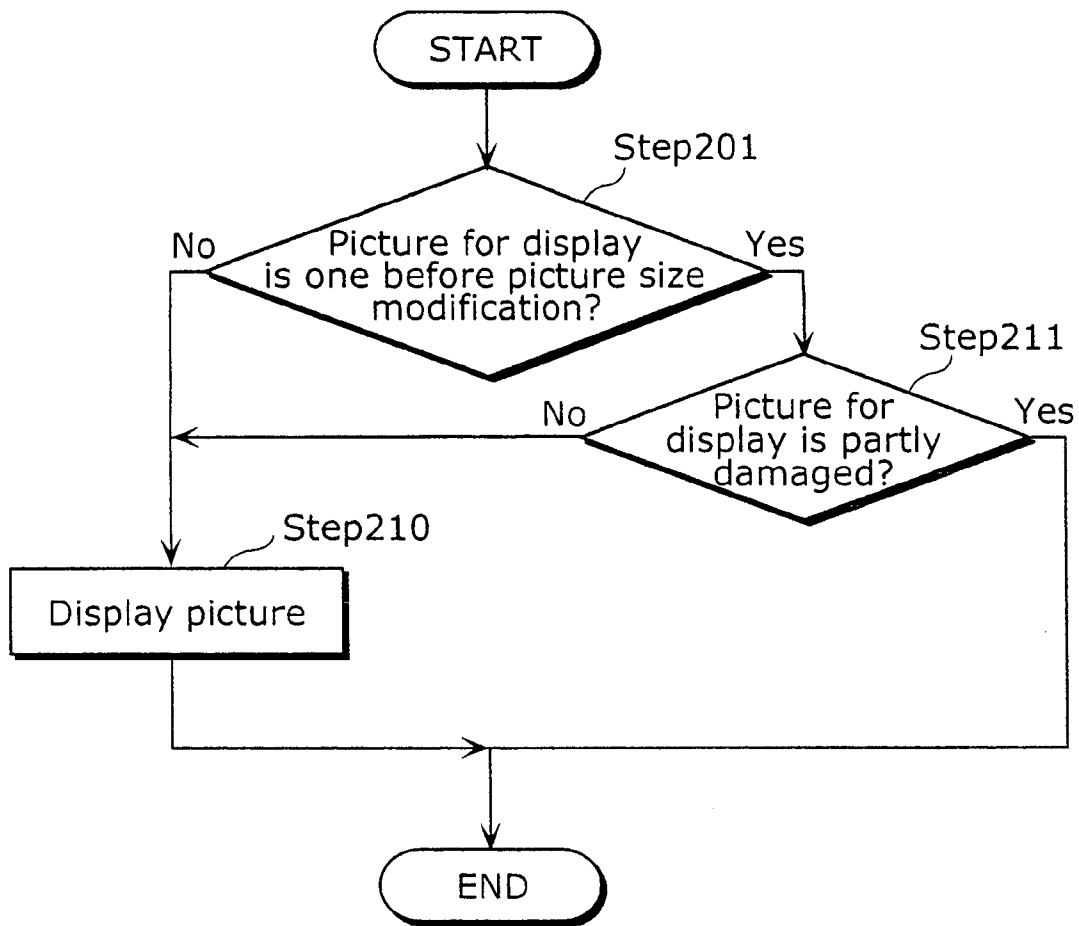 START
Step201
No
Yes
Picture for display
is one before picture size
modification?
Step211
No
Yes
Picture for
display is partly
damaged?
Step210
Display picture
END